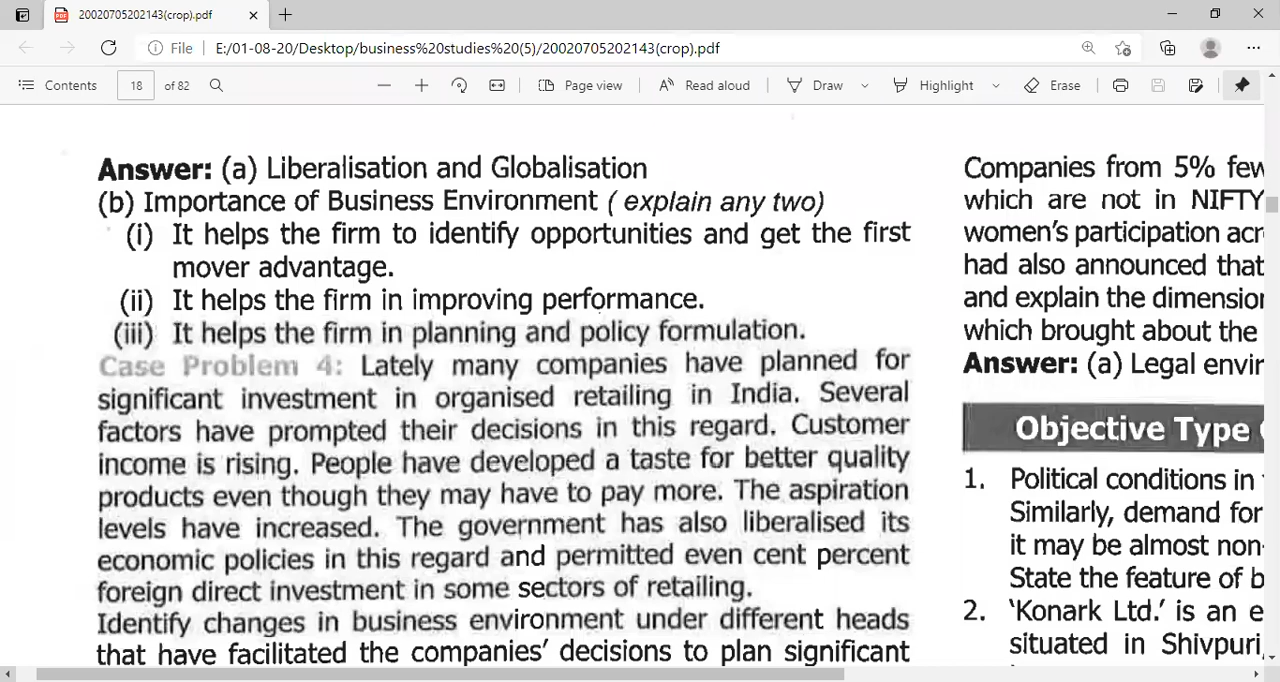 20020705202143(crop).pdf
File E:/01-08-20/Desktop/business%20studies%20(5)/20020705202143(crop).pdf
Contents 18 of 82 Page view Read aloud Draw Highlight Erase
Answer: (a) Liberalisation and Globalisation
(b) Importance of Business Environment ( explain any two)
(i) It helps the firm to identify opportunities and get the first
mover advantage.
(ii) It helps the firm in improving performance.
(iii) It helps the firm in planning and policy formulation.
Case Problem 4: Lately many companies have planned for
significant investment in organised retailing in India. Several
factors have prompted their decisions in this regard. Customer
income is rising. People have developed a taste for better quality
products even though they may have to pay more. The aspiration
levels have increased. The government has also liberalised its
economic policies in this regard and permitted even cent percent
foreign direct investment in some sectors of retailing.
Identify changes in business environment under different heads
that have facilitated the companies' decisions to plan significant
Companies from 5% few
which are not in NIFTY
women's participation acr
had also announced that
and explain the dimension
which brought about the
Answer: (a) Legal envir
Objective Type
1. Political conditions in
Similarly, demand for
it may be almost non-
State the feature of b
2. 'Konark Ltd.' is an e
situated in Shivpuri,